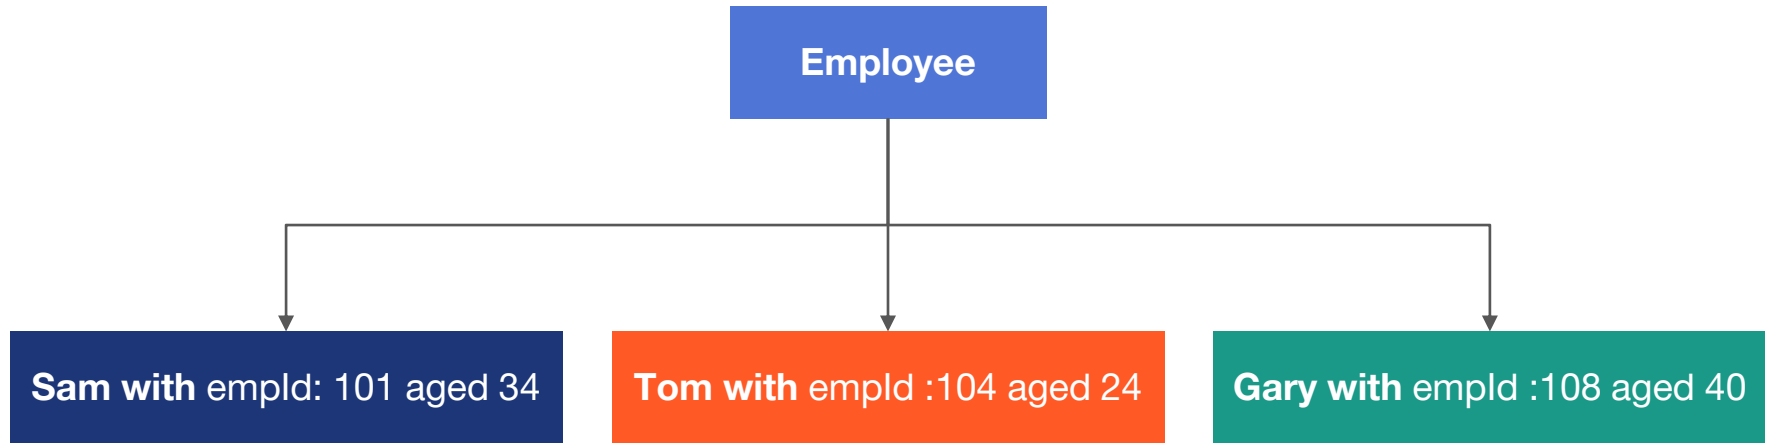 Employee
Sam with empId: 101 aged 34
Tom with empId :104 aged 24
Gary with empId :108 aged 40